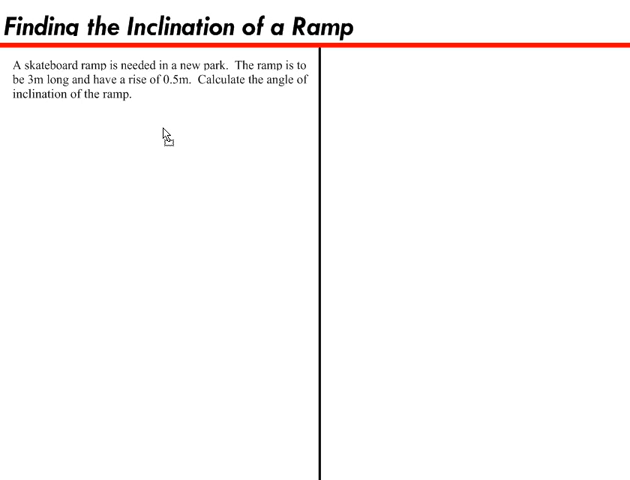 Finding the Inclination of a Ramp
A skateboard ramp is needed in a new park. The ramp is to
be 3m long and have a rise of 0.5m. Calculate the angle of
inclination of the ramp.